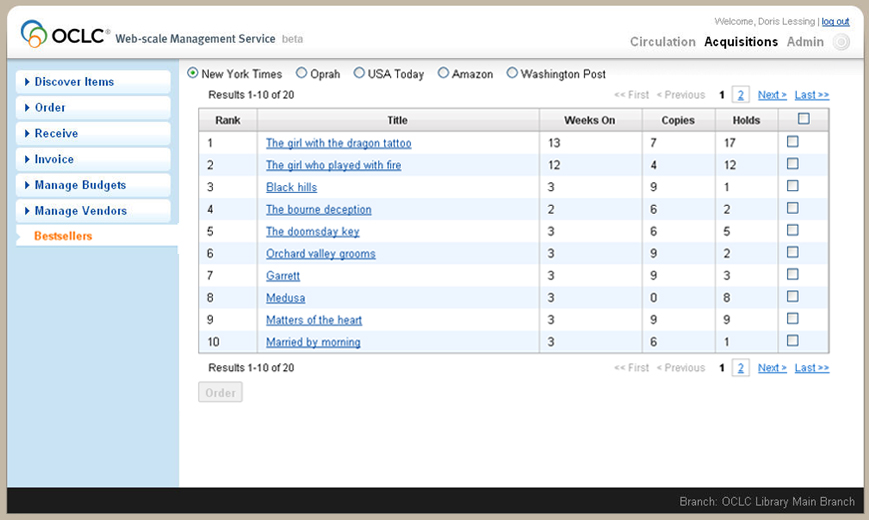 Welcome, Doris Lessing | log out
OCLC® Web-scale Management Service beta
Circulation Acquisitions Admin
Discover Items
Order
Receive
Invoice
Manage Budgets
Manage Vendors
Bestsellers
New York Times Oprah USA Today Amazon Washington Post
Results 1-10 of 20 << First < Previous 1 2 Next > Last >>
Rank Title Weeks On Copies Holds
1 The girl with the dragon tattoo 13 7 17
2 The girl who played with fire 12 4 12
3 Black hills 3 9 1
4 The bourne deception 2 6 2
5 The doomsday key 3 6 5
6 Orchard valley grooms 3 9 2
7 Garrett 3 9 3
8 Medusa 3 0 8
9 Matters of the heart 3 9 9
10 Married by morning 3 6 1
Results 1-10 of 20 << First < Previous 1 2 Next > Last >>
Order
Branch: OCLC Library Main Branch